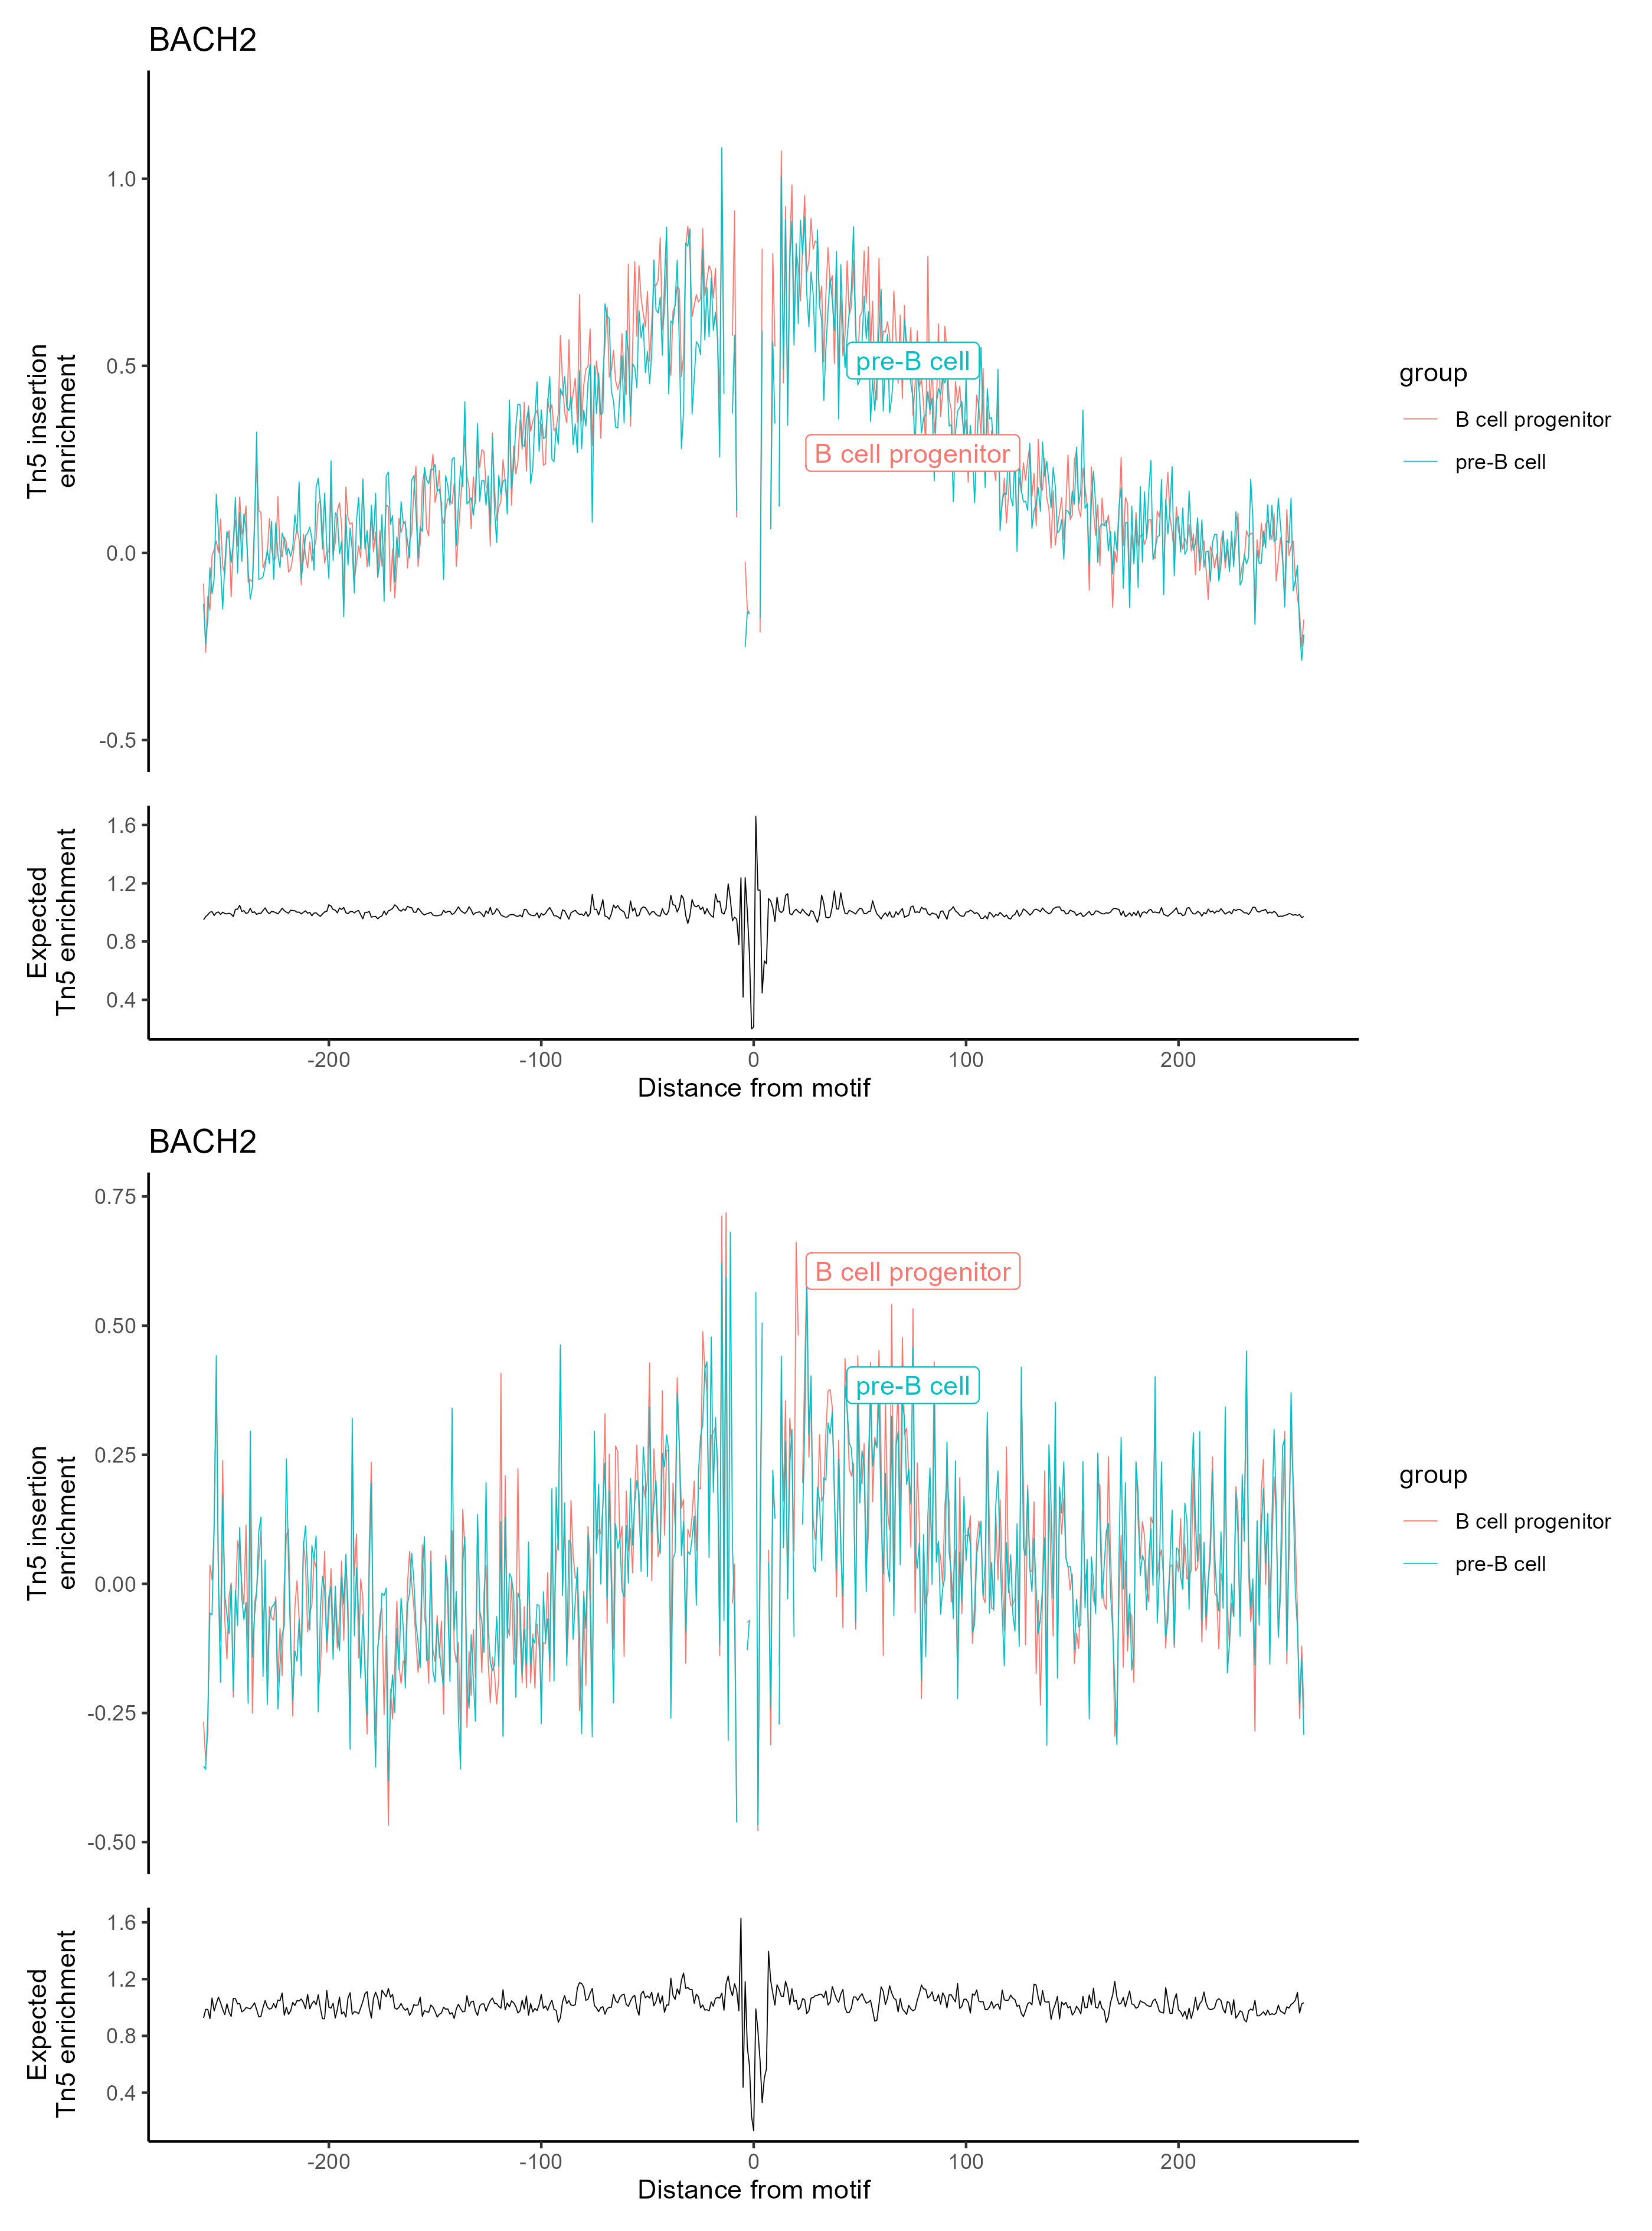 BACH2
1.0
0.5
0.0
-0.5
Tn5 insertion
enrichment
pre-B cell
B cell progenitor
group
B cell progenitor
pre-B cell
1.6
1.2
0.8
0.4
Expected
Tn5 enrichment
-200 -100 0 100 200
Distance from motif
BACH2
0.75
0.50
0.25
0.00
-0.25
-0.50
Tn5 insertion
enrichment
B cell progenitor
pre-B cell
group
B cell progenitor
pre-B cell
1.6
1.2
0.8
0.4
Expected
Tn5 enrichment
-200 -100 0 100 200
Distance from motif